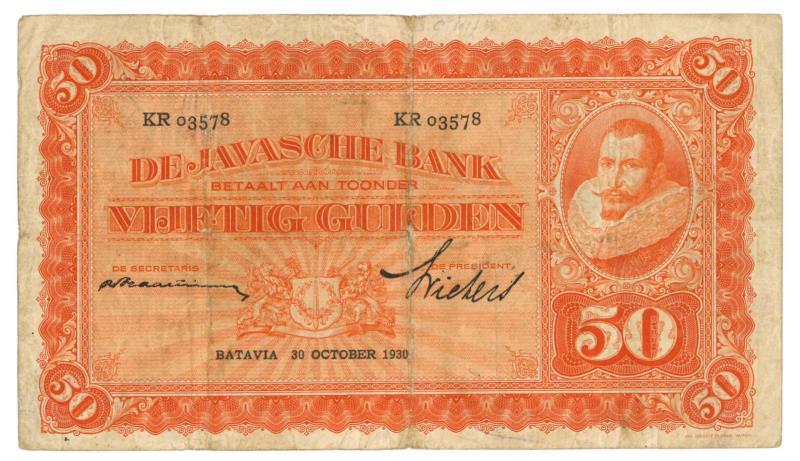 50 50
KR 03578 KR 03578
DE JAVASCHE BANK
BETAALT AAN TOONDER
VIJFTIG GULDEN
DE SECRETARIS DE PRESIDENT
BATAVIA 30 OCTOBER 1930
50
50 50